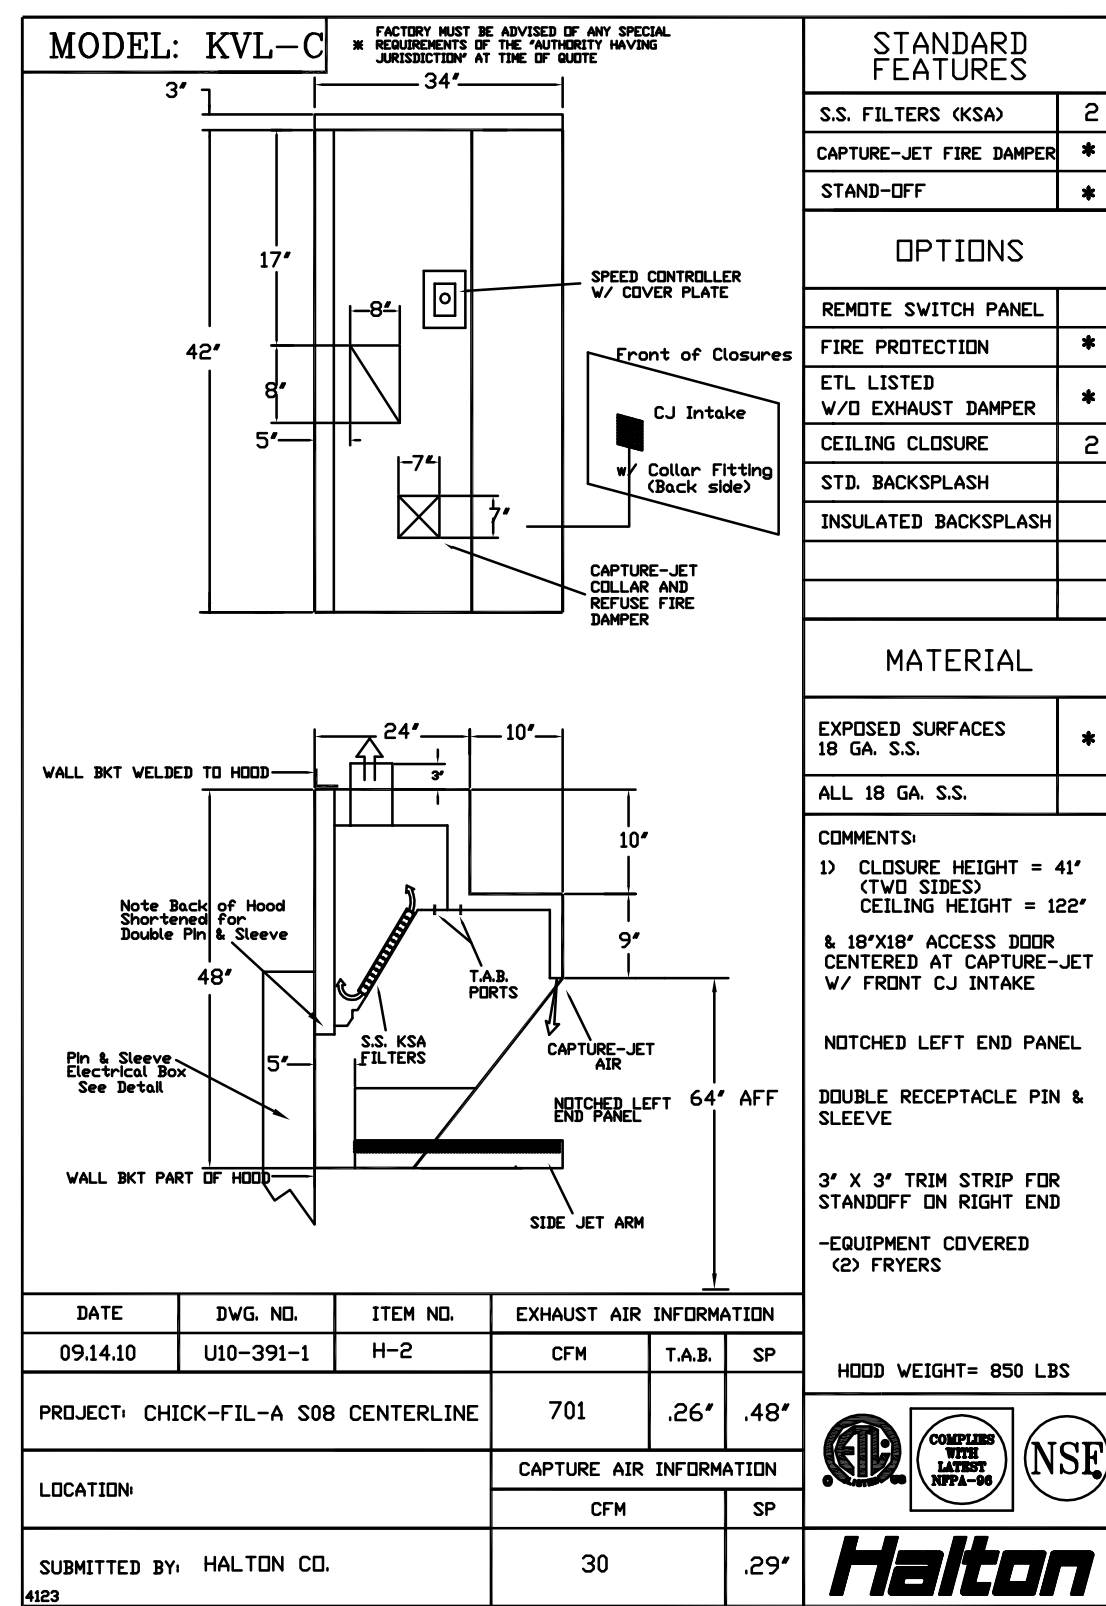 MODEL: KVL-C
FACTORY MUST BE ADVISED OF ANY SPECIAL
* REQUIREMENTS OF THE "AUTHORITY HAVING
JURISDICTION" AT TIME OF QUOTE
34"
3"
17"
8"
42"
8"
5"
7"
7"
SPEED CONTROLLER
W/ COVER PLATE
Front of Closures
CJ Intake
w/ Collar Fitting
(Back side)
CAPTURE-JET
COLLAR AND
REFUSE FIRE
DAMPER
24"
10"
WALL BKT WELDED TO HOOD
3"
10"
Note Back of Hood
Shortened for
Double Pin & Sleeve
9"
48"
T.A.B.
PORTS
S.S. KSA
FILTERS
CAPTURE-JET
AIR
Pin & Sleeve
Electrical Box
See Detail
5"
NOTCHED LEFT
END PANEL
64" AFF
WALL BKT PART OF HOOD
SIDE JET ARM
STANDARD
FEATURES
S.S. FILTERS (KSA) 2
CAPTURE-JET FIRE DAMPER *
STAND-OFF *
OPTIONS
REMOTE SWITCH PANEL
FIRE PROTECTION *
ETL LISTED
W/O EXHAUST DAMPER *
CEILING CLOSURE 2
STD. BACKSPLASH
INSULATED BACKSPLASH
MATERIAL
EXPOSED SURFACES
18 GA. S.S. *
ALL 18 GA. S.S.
COMMENTS:
1) CLOSURE HEIGHT = 41"
(TWO SIDES)
CEILING HEIGHT = 122"
& 18"X18" ACCESS DOOR
CENTERED AT CAPTURE-JET
W/ FRONT CJ INTAKE
NOTCHED LEFT END PANEL
DOUBLE RECEPTACLE PIN &
SLEEVE
3" X 3" TRIM STRIP FOR
STANDOFF ON RIGHT END
-EQUIPMENT COVERED
(2) FRYERS
HOOD WEIGHT= 850 LBS
DATE DWG. NO. ITEM NO. EXHAUST AIR INFORMATION
09.14.10 U10-391-1 H-2 CFM T.A.B. SP
PROJECT: CHICK-FIL-A S08 CENTERLINE 701 .26" .48"
LOCATION:
CAPTURE AIR INFORMATION
CFM SP
SUBMITTED BY: HALTON CO. 30 .29"
4123
ETL
C LISTED US
COMPLIES
WITH
LATEST
NFPA-96
NSF
Halton